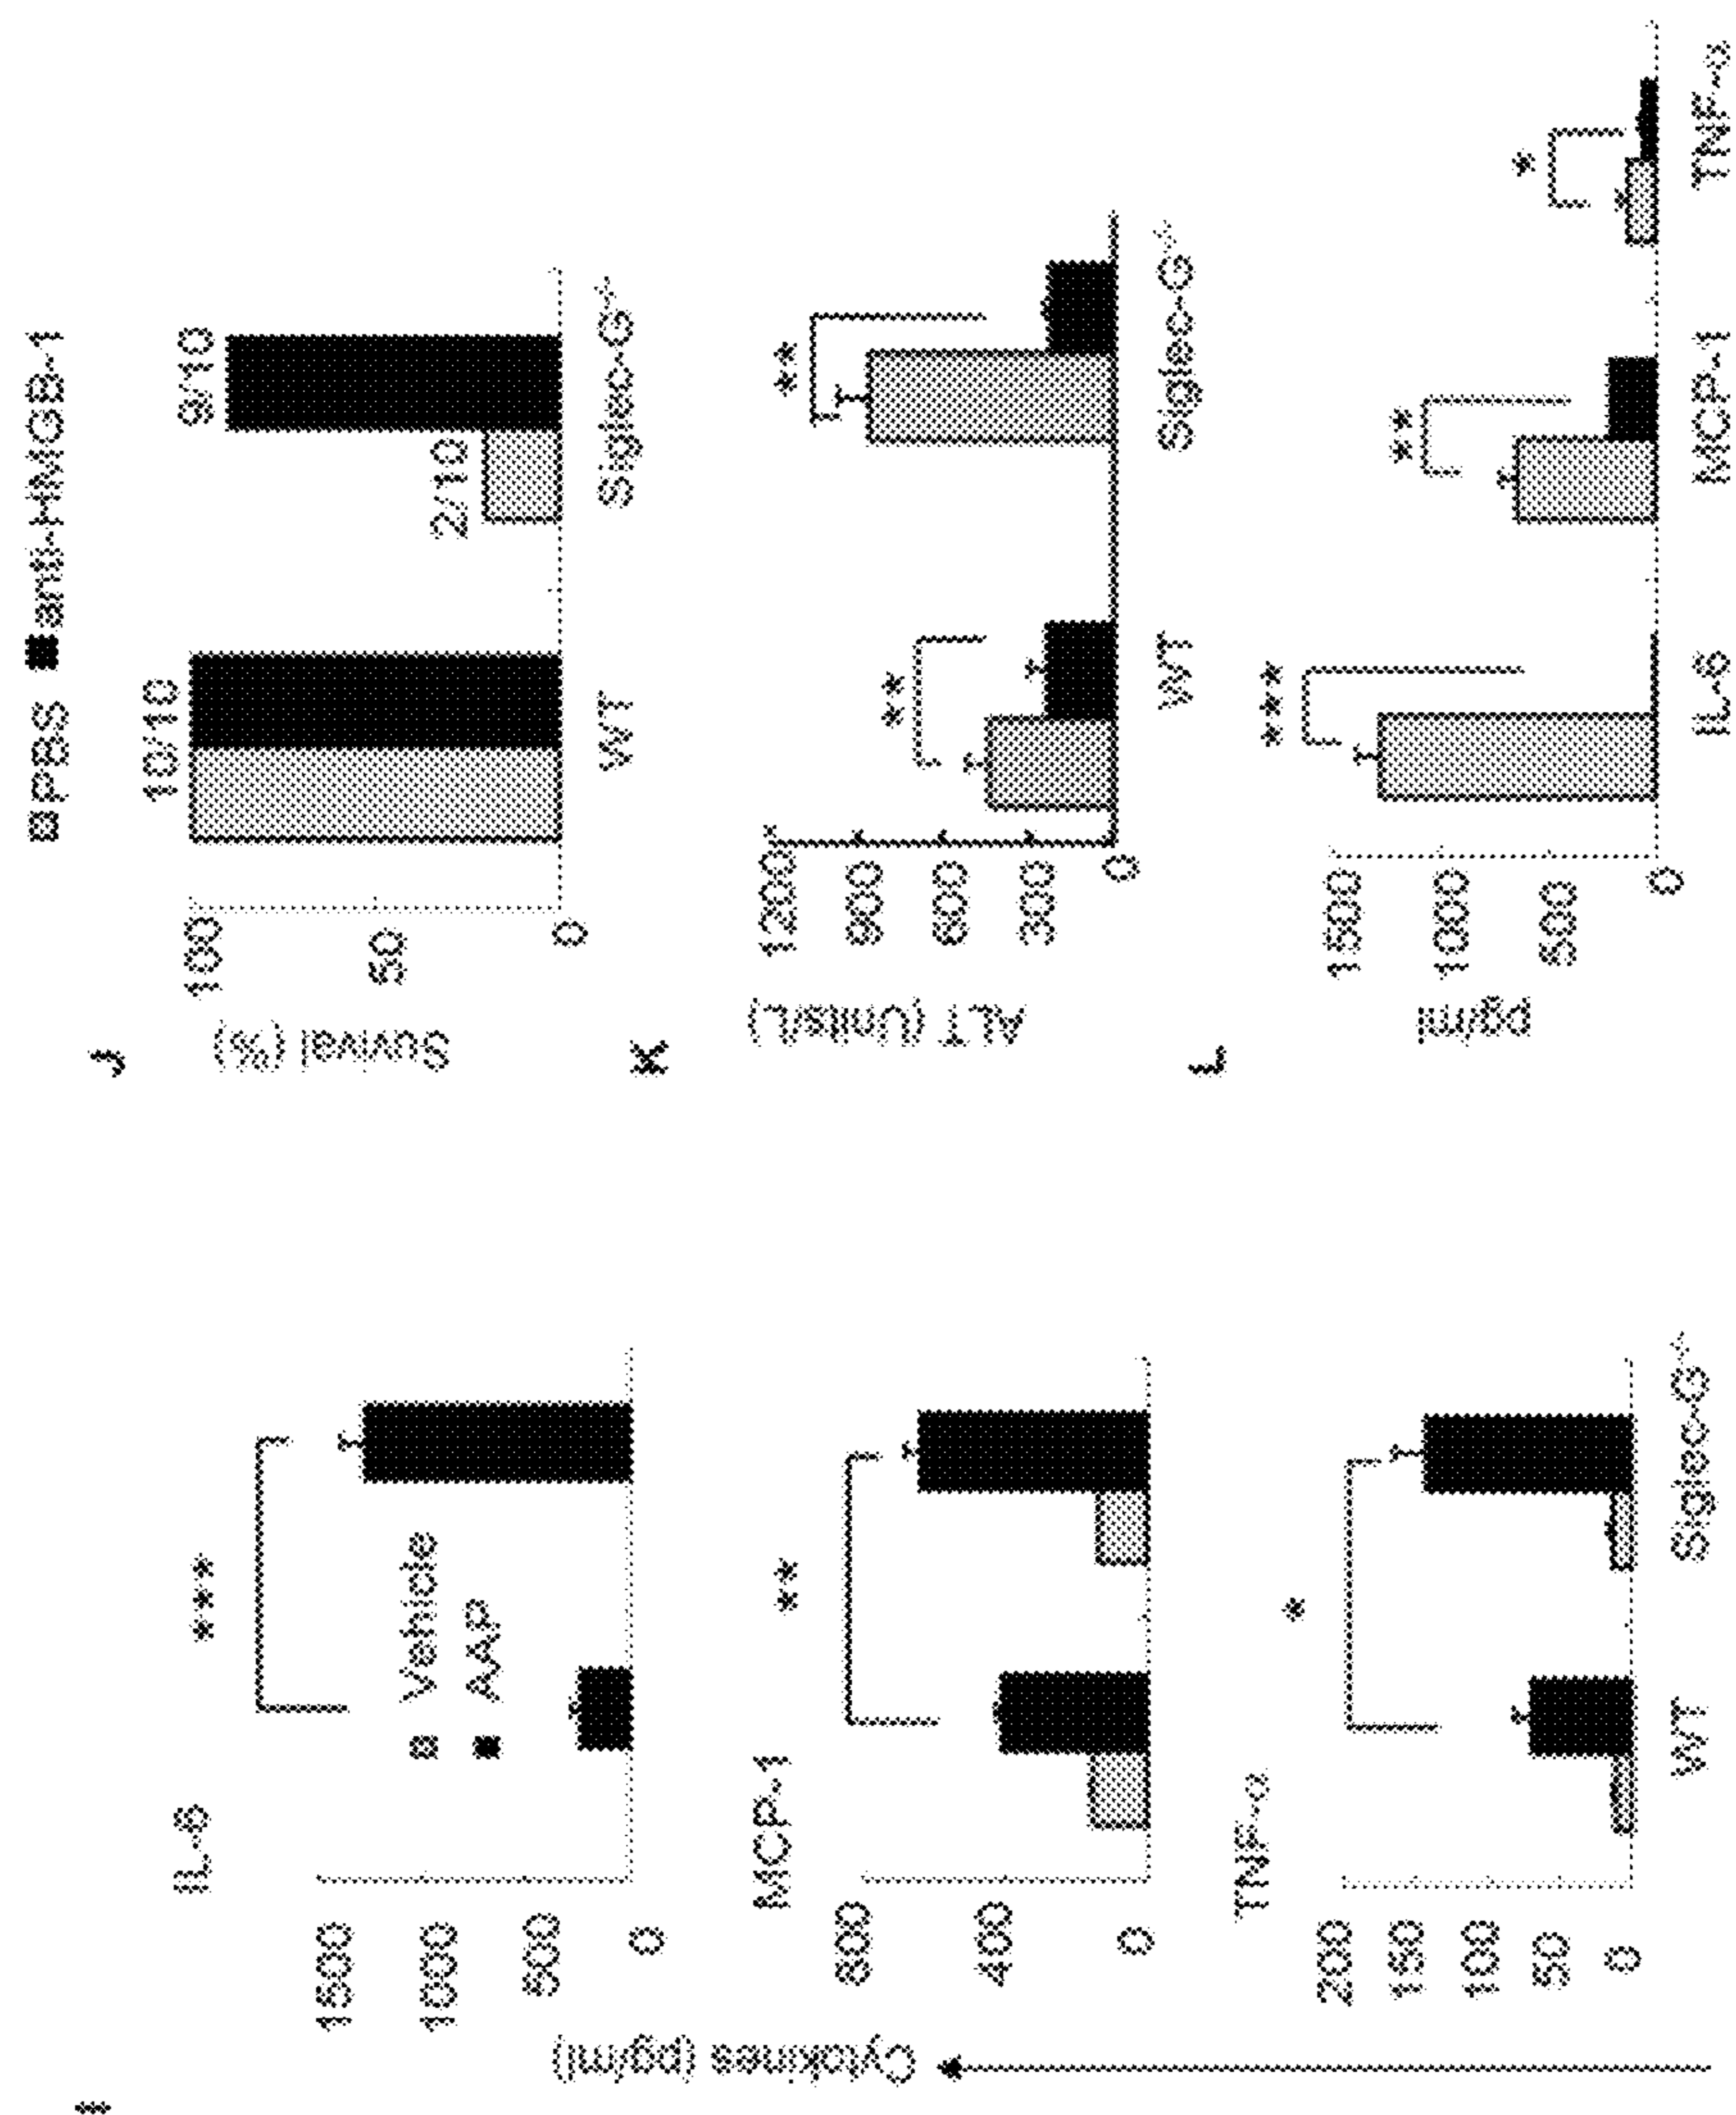 I
Cytokines (pg/ml)
IL-6
***
1500
1000
500
0
Vehicle
AAP
MCP-1
**
800
400
0
TNF-α
*
200
150
100
50
0
WT
Siglec-G-/-
PBS
anti-HMGB-1
J
Suvival (%)
100
50
0
10/10
2/10
9/10
WT
Siglec-G-/-
K
ALT (Units/L)
1200
900
600
300
0
**
**
WT
Siglec-G-/-
L
pg/ml
1500
1000
500
0
***
**
*
IL-6
MCP-1
TNF-α